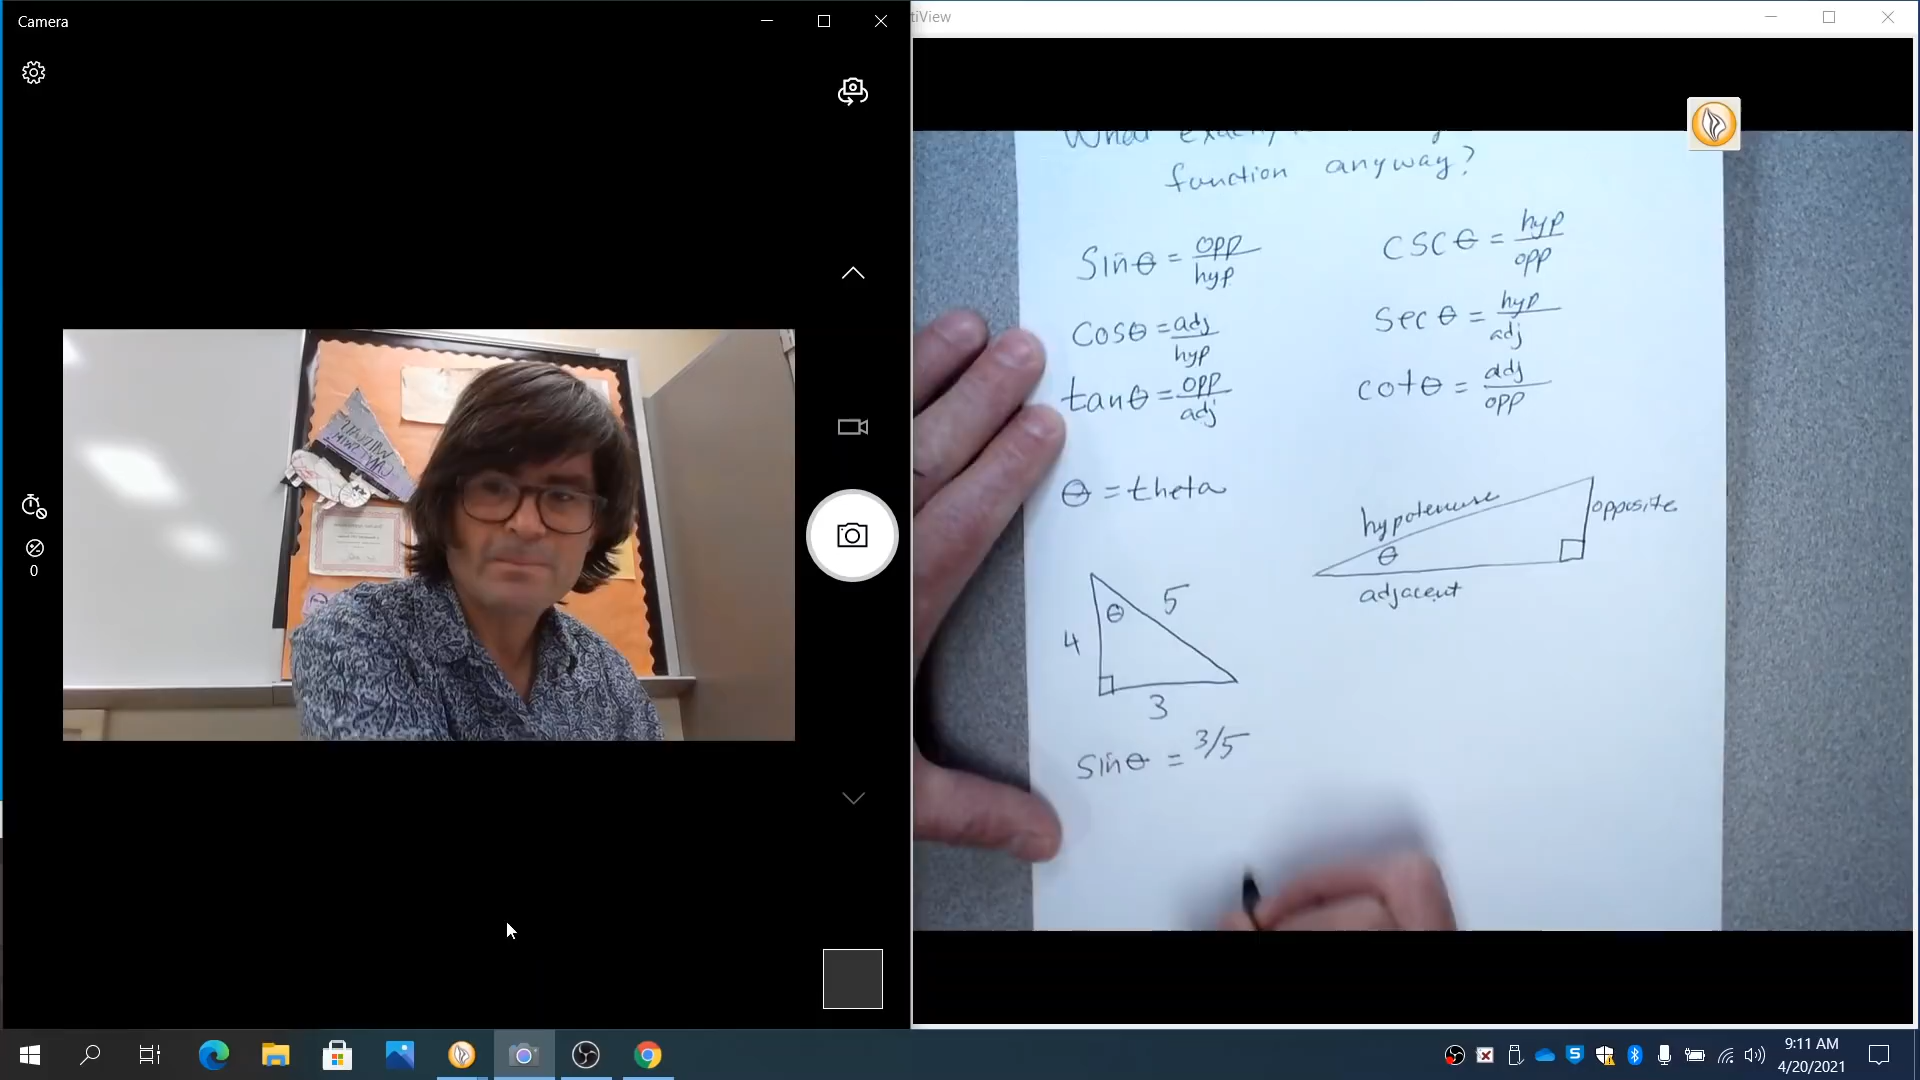 Camera
tiView
What
function anyway?
Sinθ = opp/hyp
cscθ = hyp/opp
cosθ = adj/hyp
secθ = hyp/adj
tanθ = opp/adj
cotθ = adj/opp
θ = theta
hypotenuse
opposite
θ
adjacent
θ
5
4
3
sinθ = 3/5
0
9:11 AM
4/20/2021